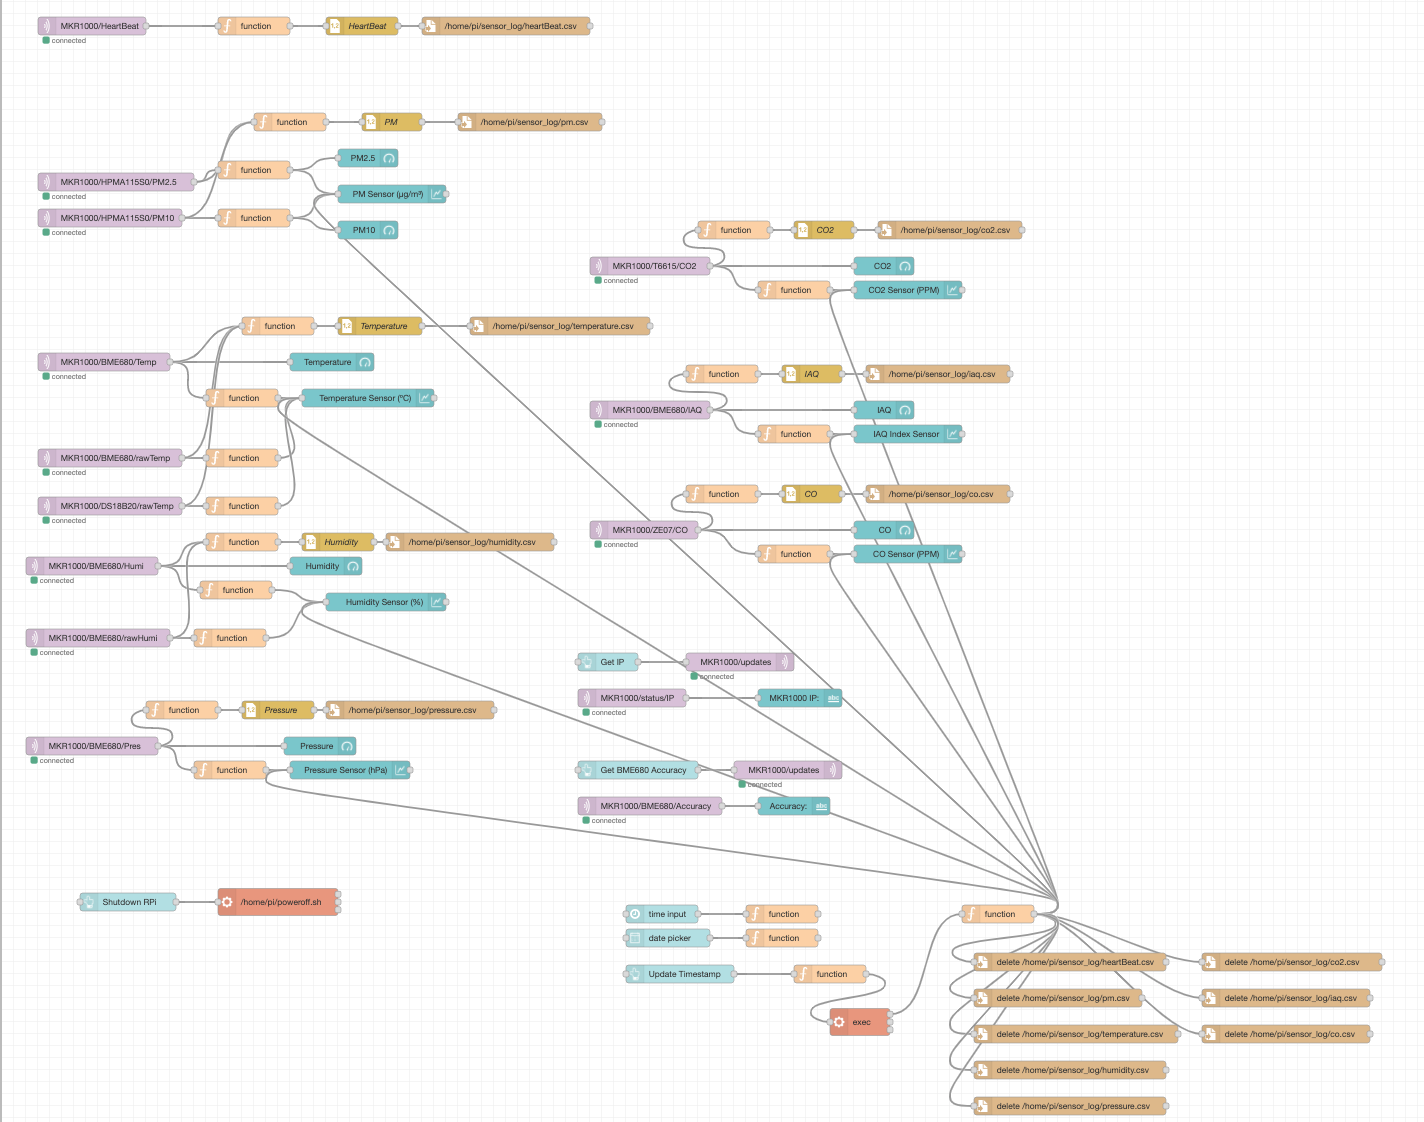 MKR1000/HeartBeat
function
HeartBeat
/home/pi/sensor_log/heartBeat.csv
connected
function
PM
/home/pi/sensor_log/pm.csv
MKR1000/HPMA115S0/PM2.5
connected
function
PM2.5
PM Sensor (µg/m³)
MKR1000/HPMA115S0/PM10
connected
function
PM10
function
Temperature
/home/pi/sensor_log/temperature.csv
MKR1000/BME680/Temp
connected
Temperature
function
Temperature Sensor (ºC)
MKR1000/BME680/rawTemp
connected
function
MKR1000/DS18B20/rawTemp
connected
function
function
Humidity
/home/pi/sensor_log/humidity.csv
MKR1000/BME680/Humi
connected
Humidity
function
Humidity Sensor (%)
MKR1000/BME680/rawHumi
connected
function
function
Pressure
/home/pi/sensor_log/pressure.csv
MKR1000/BME680/Pres
connected
Pressure
function
Pressure Sensor (hPa)
Shutdown RPi
/home/pi/poweroff.sh
function
CO2
/home/pi/sensor_log/co2.csv
MKR1000/T6615/CO2
connected
CO2
function
CO2 Sensor (PPM)
function
IAQ
/home/pi/sensor_log/iaq.csv
MKR1000/BME680/IAQ
connected
IAQ
function
IAQ Index Sensor
function
CO
/home/pi/sensor_log/co.csv
MKR1000/ZE07/CO
connected
CO
function
CO Sensor (PPM)
Get IP
MKR1000/updates
connected
MKR1000/status/IP
connected
MKR1000 IP:
abc
Get BME680 Accuracy
MKR1000/updates
connected
MKR1000/BME680/Accuracy
connected
Accuracy:
abc
time input
function
date picker
function
Update Timestamp
function
exec
function
delete /home/pi/sensor_log/heartBeat.csv
delete /home/pi/sensor_log/co2.csv
delete /home/pi/sensor_log/pm.csv
delete /home/pi/sensor_log/iaq.csv
delete /home/pi/sensor_log/temperature.csv
delete /home/pi/sensor_log/co.csv
delete /home/pi/sensor_log/humidity.csv
delete /home/pi/sensor_log/pressure.csv